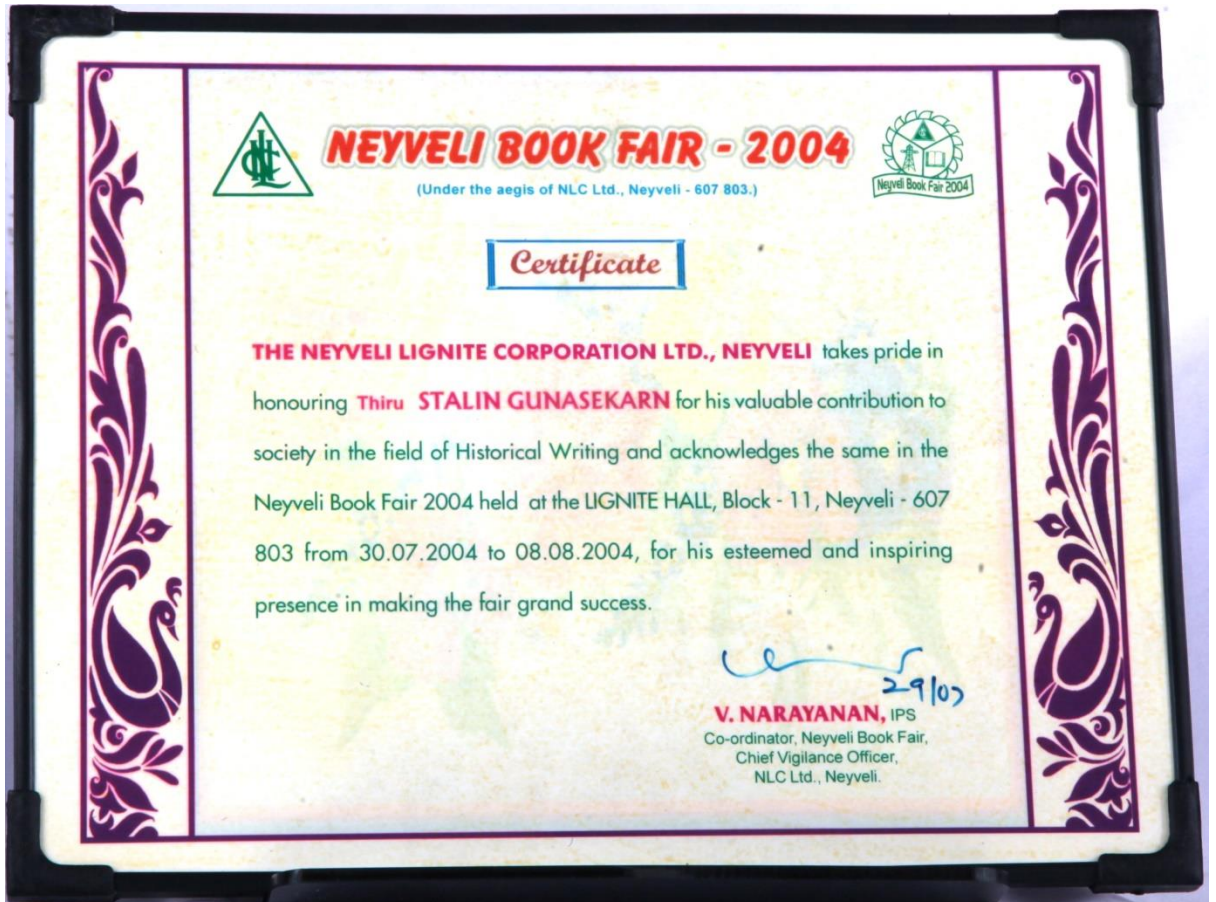 NLC
NEYVELI BOOK FAIR - 2004
(Under the aegis of NLC Ltd., Neyveli - 607 803.)
Neyveli Book Fair 2004
Certificate
THE NEYVELI LIGNITE CORPORATION LTD., NEYVELI takes pride in
honouring Thiru STALIN GUNASEKARN for his valuable contribution to
society in the field of Historical Writing and acknowledges the same in the
Neyveli Book Fair 2004 held at the LIGNITE HALL, Block - 11, Neyveli - 607
803 from 30.07.2004 to 08.08.2004, for his esteemed and inspiring
presence in making the fair grand success.
29/07
V. NARAYANAN, IPS
Co-ordinator, Neyveli Book Fair,
Chief Vigilance Officer,
NLC Ltd., Neyveli.